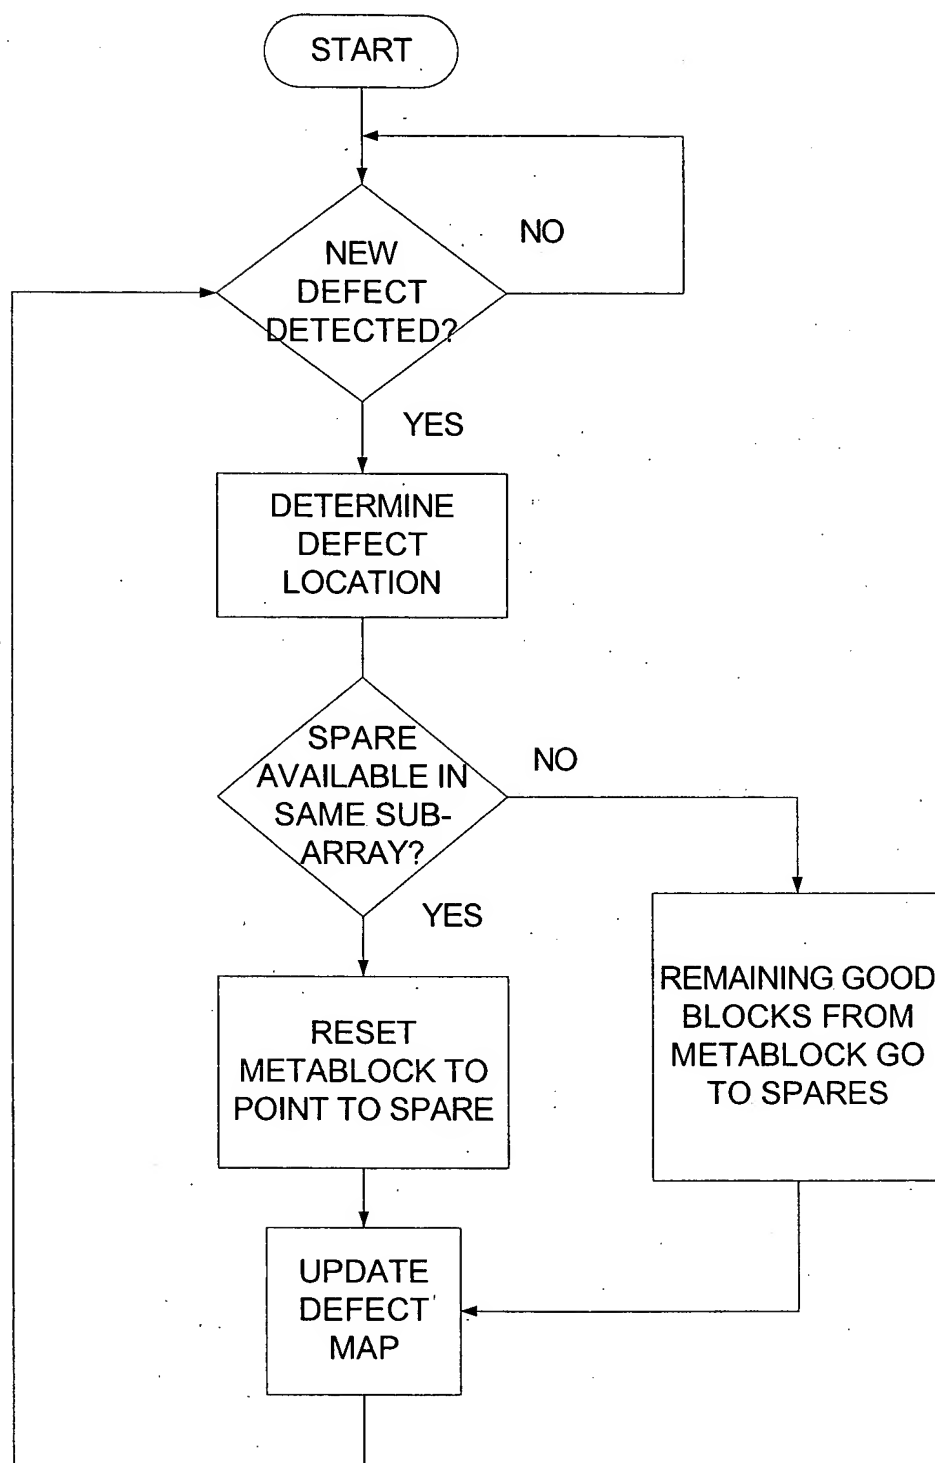 START
NO
NEW
DEFECT
DETECTED?
YES
DETERMINE
DEFECT
LOCATION
SPARE
AVAILABLE IN
SAME SUB-
ARRAY?
NO
YES
RESET
METABLOCK TO
POINT TO SPARE
REMAINING GOOD
BLOCKS FROM
METABLOCK GO
TO SPARES
UPDATE
DEFECT
MAP